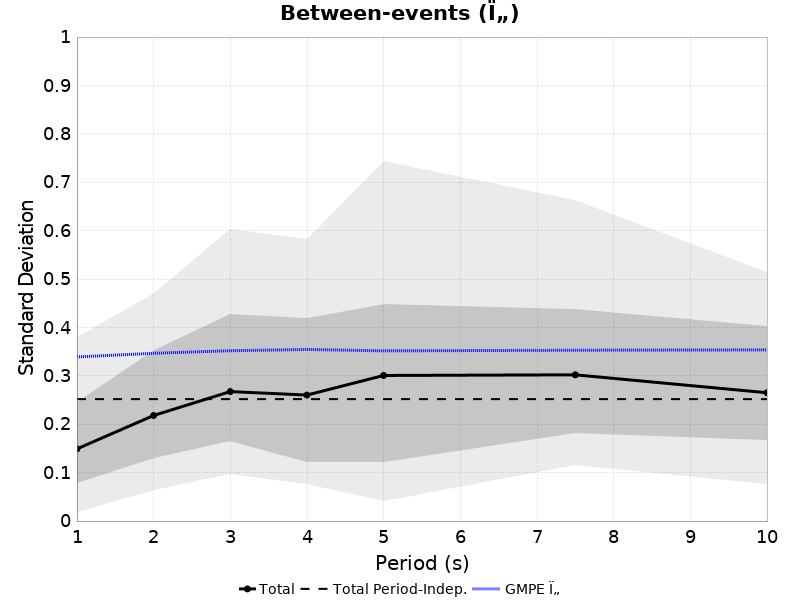 Between-events (Ï„)
1
0.9
0.8
0.7
0.6
0.5
0.4
0.3
0.2
0.1
0
Standard Deviation
1 2 3 4 5 6 7 8 9 10
Period (s)
Total Total Period-Indep. GMPE Ï„